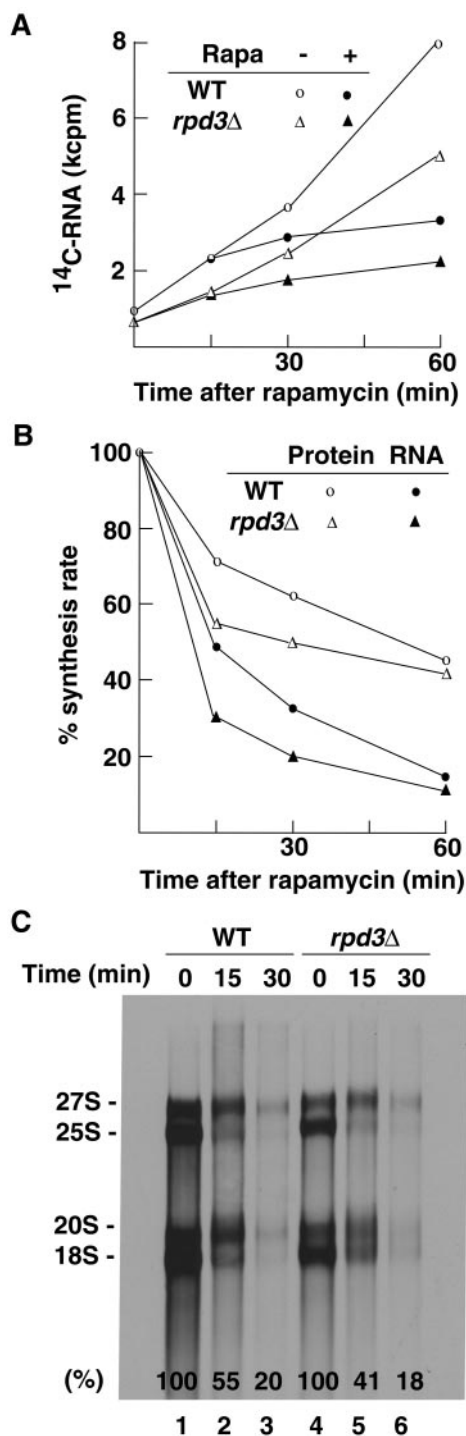 A
8
Rapa - +
WT ○ ●
rpd3Δ △ ▲
6
4
2
14C-RNA (kcpm)
30 60
Time after rapamycin (min)
B
100
Protein RNA
WT ○ ●
rpd3Δ △ ▲
80
60
40
20
% synthesis rate
30 60
Time after rapamycin (min)
C
WT rpd3Δ
Time (min) 0 15 30 0 15 30
27S -
25S -
20S -
18S -
(%) 100 55 20 100 41 18
1 2 3 4 5 6